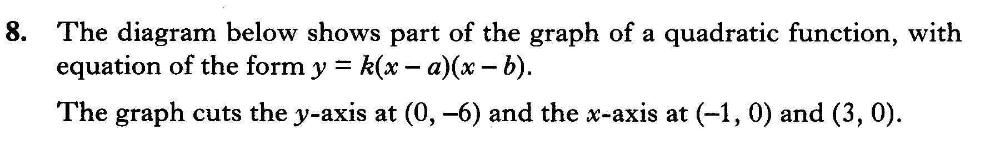 8. The diagram below shows part of the graph of a quadratic function, with
equation of the form y = k(x – a)(x – b).
The graph cuts the y-axis at (0, –6) and the x-axis at (–1, 0) and (3, 0).